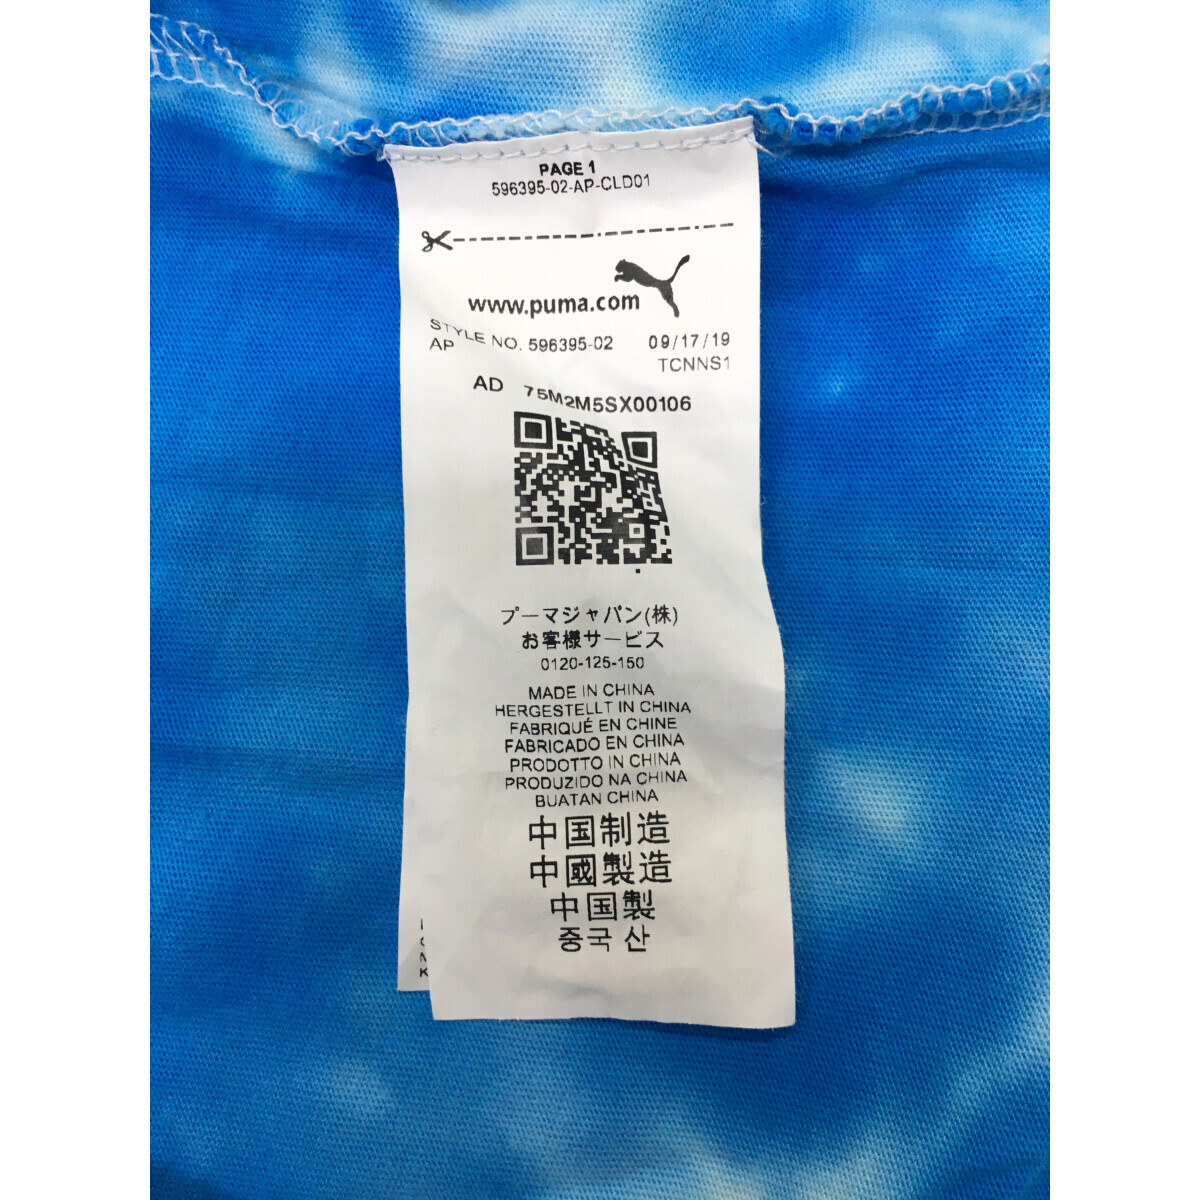 PAGE 1
596395-02-AP-CLD01
www.puma.com
STYLE NO. 596395-02 09/17/19
AP TCNNS1
AD 75M2M5SX00106
プーマジャパン(株)
お客様サービス
0120-125-150
MADE IN CHINA
HERGESTELLT IN CHINA
FABRIQUÉ EN CHINE
FABRICADO EN CHINA
PRODOTTO IN CHINA
PRODUZIDO NA CHINA
BUATAN CHINA
中国制造
中國製造
中国製
중국 산